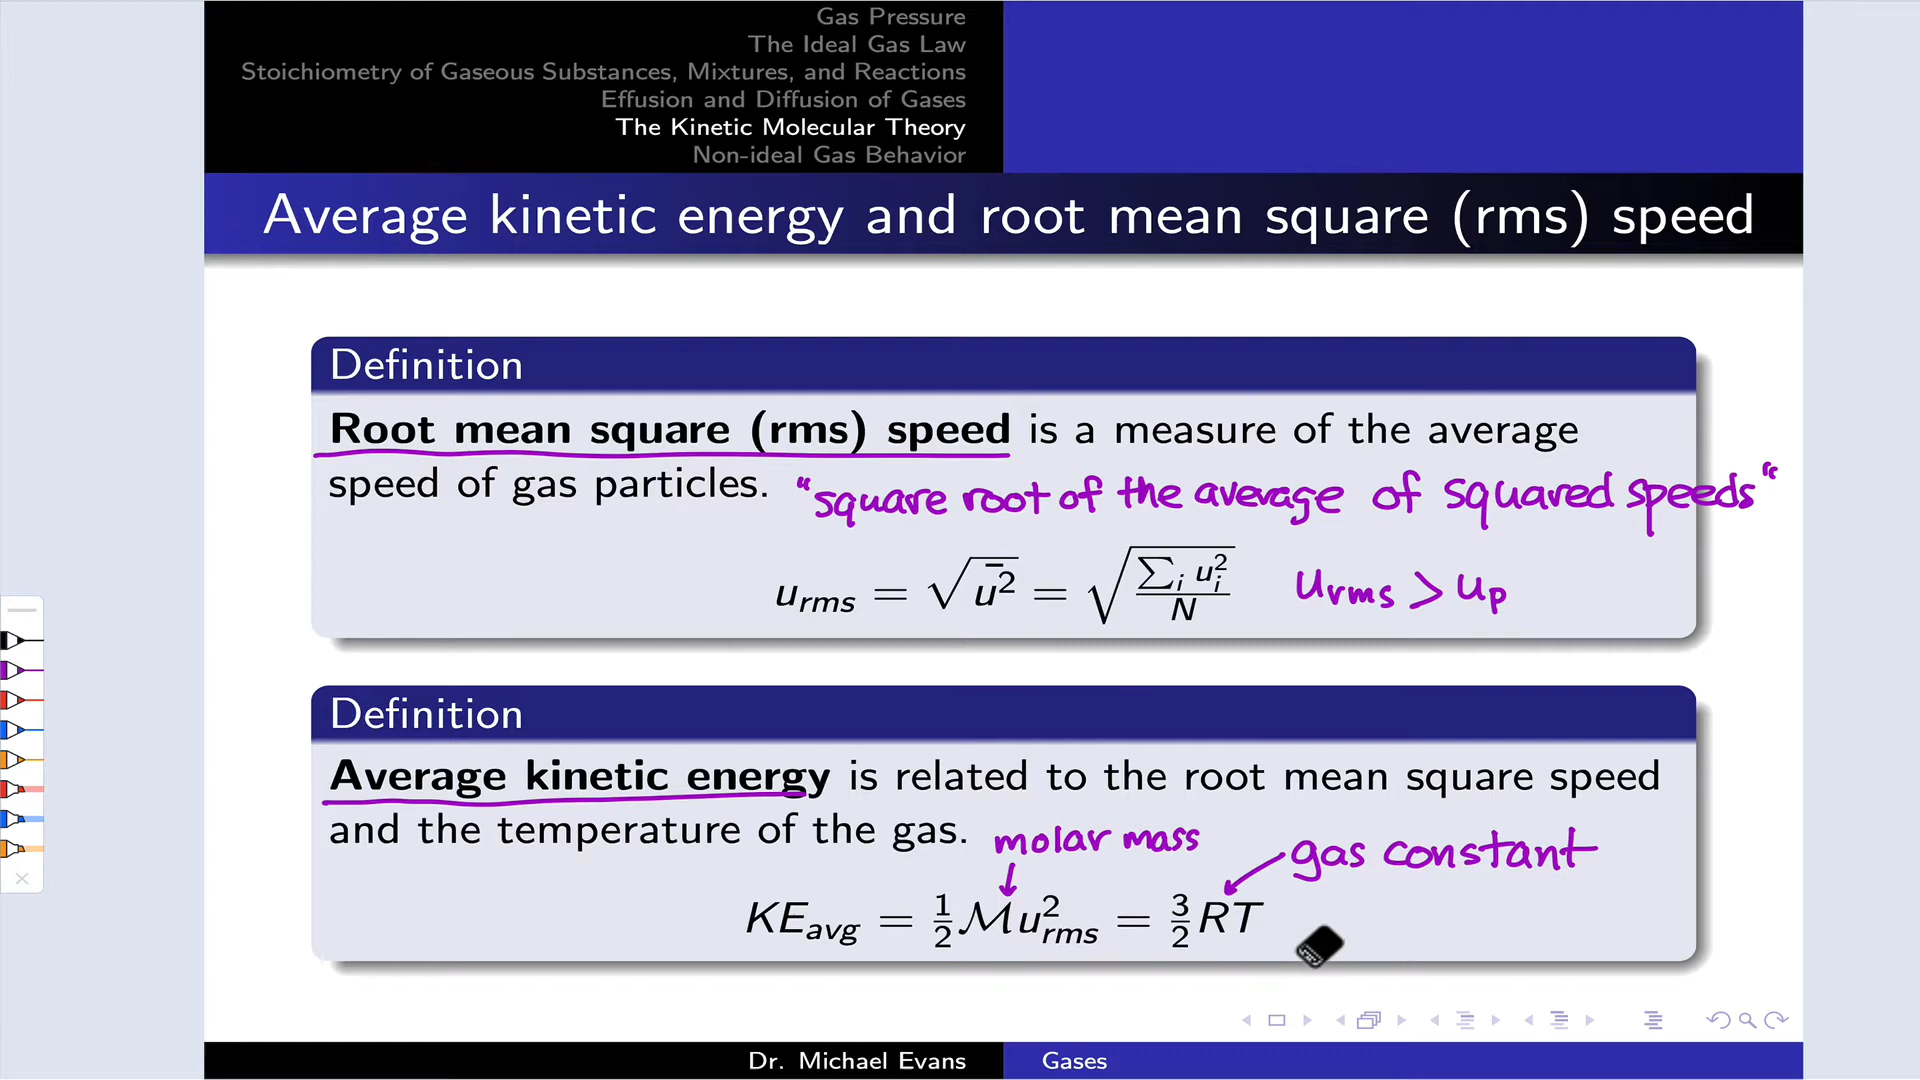 Gas Pressure
The Ideal Gas Law
Stoichiometry of Gaseous Substances, Mixtures, and Reactions
Effusion and Diffusion of Gases
The Kinetic Molecular Theory
Non-ideal Gas Behavior
Average kinetic energy and root mean square (rms) speed
Definition
Root mean square (rms) speed is a measure of the average
speed of gas particles. "square root of the average of squared speeds"
u_rms = √(u̅²) = √(∑_i u_i² / N) u_rms > u_p
Definition
Average kinetic energy is related to the root mean square speed
and the temperature of the gas. molar mass
gas constant
KE_avg = ½ℳu²_rms = 3/2 RT
Dr. Michael Evans Gases